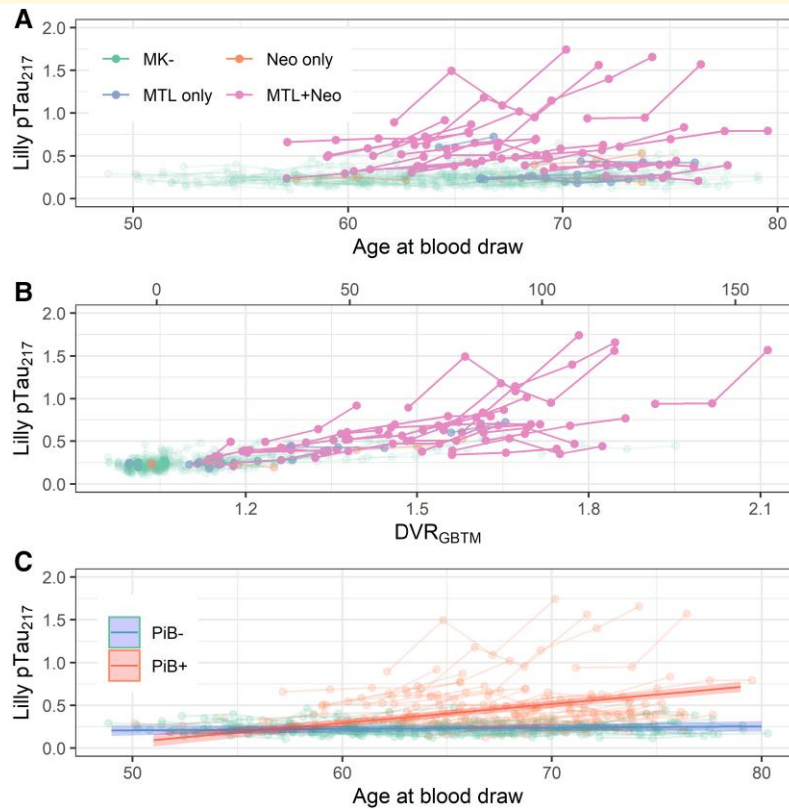 A
Lilly pTau217
2.0
1.5
1.0
0.5
0.0
MK-
Neo only
MTL only
MTL+Neo
50
60
70
80
Age at blood draw
B
0
50
100
150
Lilly pTau217
2.0
1.5
1.0
0.5
0.0
1.2
1.5
1.8
2.1
DVRGBTM
C
Lilly pTau217
2.0
1.5
1.0
0.5
0.0
PiB-
PiB+
50
60
70
80
Age at blood draw